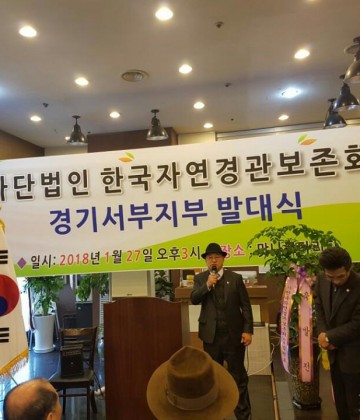 사단법인 한국자연경관보존회
경기서부지부 발대식
일시: 2018년 1월 27일 오후3시 장소 :